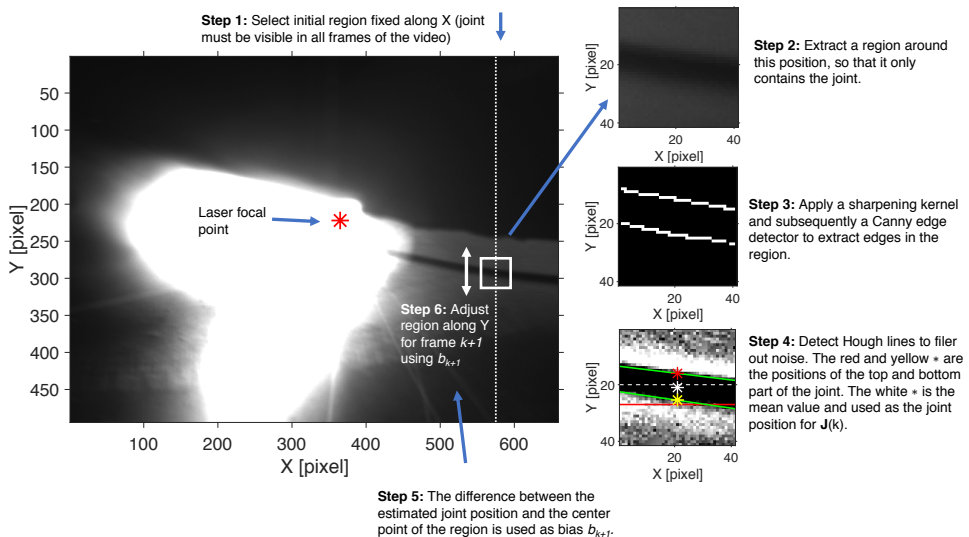 Step 1: Select initial region fixed along X (joint
must be visible in all frames of the video)
50
100
150
200
250
300
350
400
450
Y [pixel]
100
200
300
400
500
600
X [pixel]
Laser focal
point
Step 6: Adjust
region along Y
for frame k+1
using bk+1
Step 5: The difference between the
estimated joint position and the center
point of the region is used as bias bk+1.
20
40
Y [pixel]
20
40
X [pixel]
Step 2: Extract a region around
this position, so that it only
contains the joint.
20
40
Y [pixel]
20
40
X [pixel]
Step 3: Apply a sharpening kernel
and subsequently a Canny edge
detector to extract edges in the
region.
20
40
Y [pixel]
20
40
X [pixel]
Step 4: Detect Hough lines to filer
out noise. The red and yellow * are
the positions of the top and bottom
part of the joint. The white * is the
mean value and used as the joint
position for J(k).